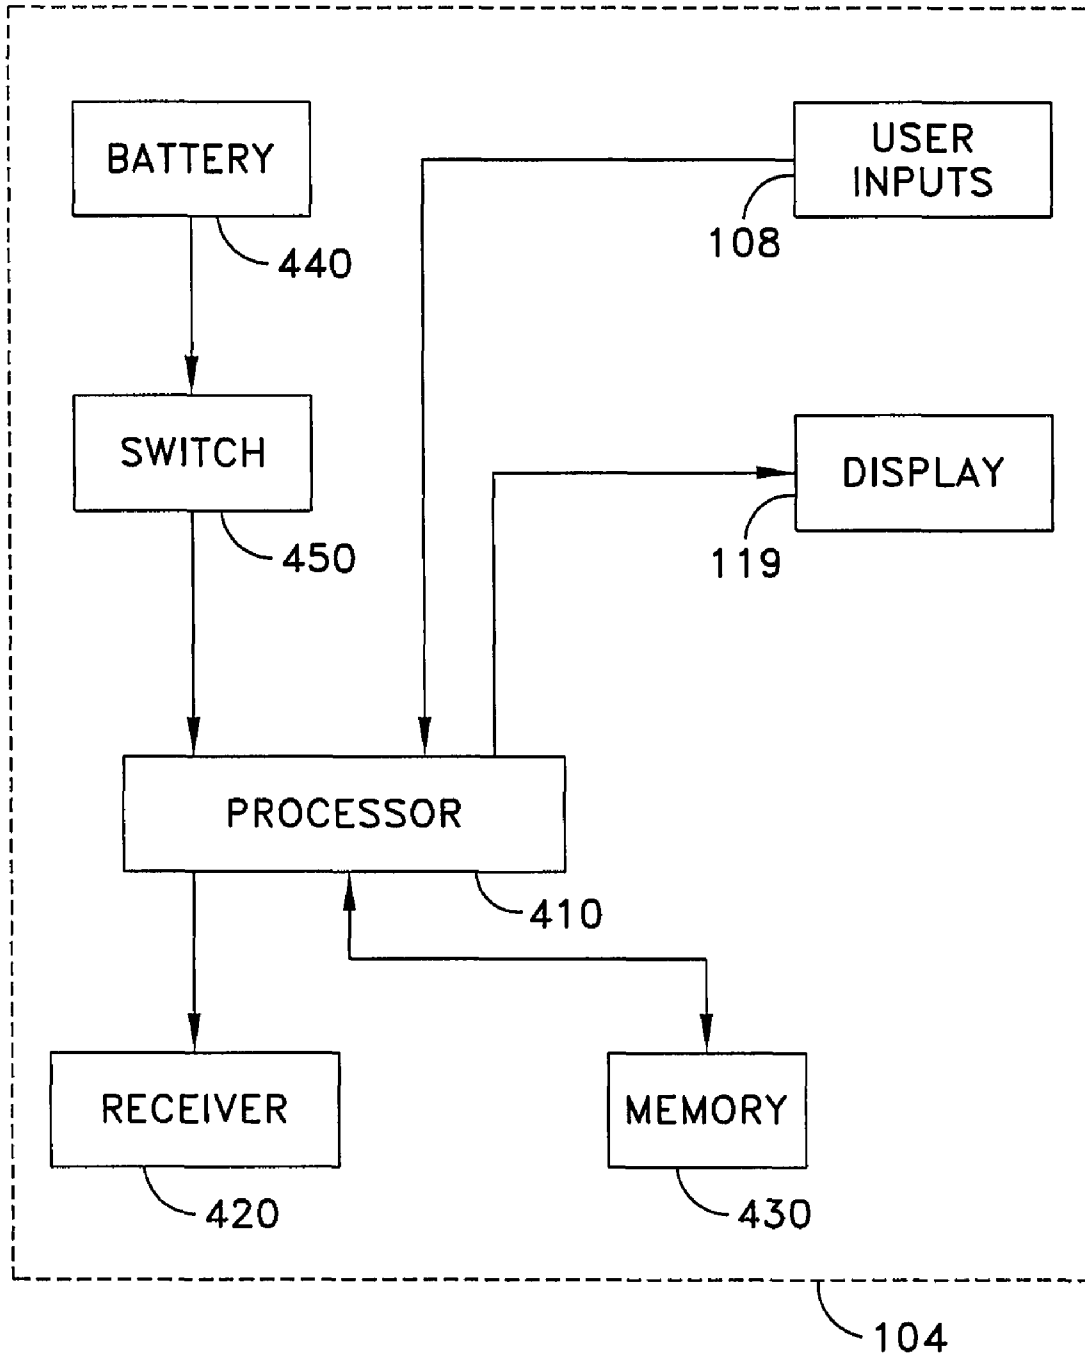 BATTERY
440
USER
INPUTS
108
SWITCH
450
DISPLAY
119
PROCESSOR
410
RECEIVER
420
MEMORY
430
104